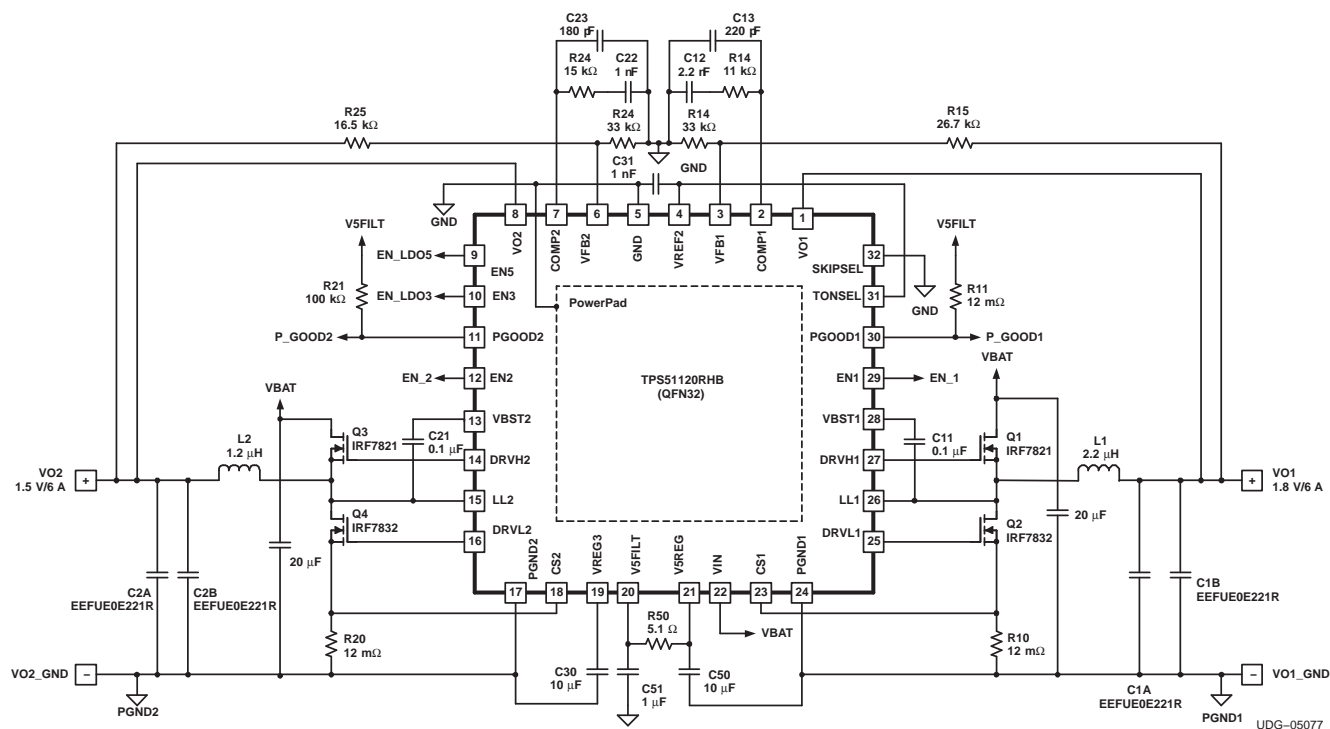 C23
180 pF
C13
220 pF
R24
15 kΩ
C22
1 nF
C12
2.2 nF
R14
11 kΩ
R25
16.5 kΩ
R24
33 kΩ
R14
33 kΩ
R15
26.7 kΩ
C31
1 nF
GND
GND
8
7
6
5
4
3
2
1
VO2
COMP2
VFB2
GND
VREF2
VFB1
COMP1
VO1
V5FILT
V5FILT
EN_LDO5
9
EN5
SKIPSEL
32
R21
100 kΩ
EN_LDO3
10
EN3
TONSEL
31
GND
R11
12 mΩ
PowerPad
P_GOOD2
11
PGOOD2
PGOOD1
30
P_GOOD1
TPS51120RHB
(QFN32)
EN_2
12
EN2
EN1
29
EN_1
VBAT
VBAT
13
VBST2
VBST1
28
Q3
IRF7821
C21
0.1 μF
C11
0.1 μF
Q1
IRF7821
L2
1.2 μH
14
DRVH2
DRVH1
27
L1
2.2 μH
VO2
1.5 V/6 A
+
15
LL2
LL1
26
+
VO1
1.8 V/6 A
Q4
IRF7832
16
DRVL2
DRVL1
25
Q2
IRF7832
20 μF
20 μF
PGND2
CS2
VREG3
V5FILT
V5REG
VIN
CS1
PGND1
17
18
19
20
21
22
23
24
C2A
EEFUE0E221R
C2B
EEFUE0E221R
C1B
EEFUE0E221R
R50
5.1 Ω
VBAT
R20
12 mΩ
R10
12 mΩ
VO2_GND
−
C30
10 μF
C51
1 μF
C50
10 μF
−
VO1_GND
PGND2
C1A
EEFUE0E221R
PGND1
UDG–05077